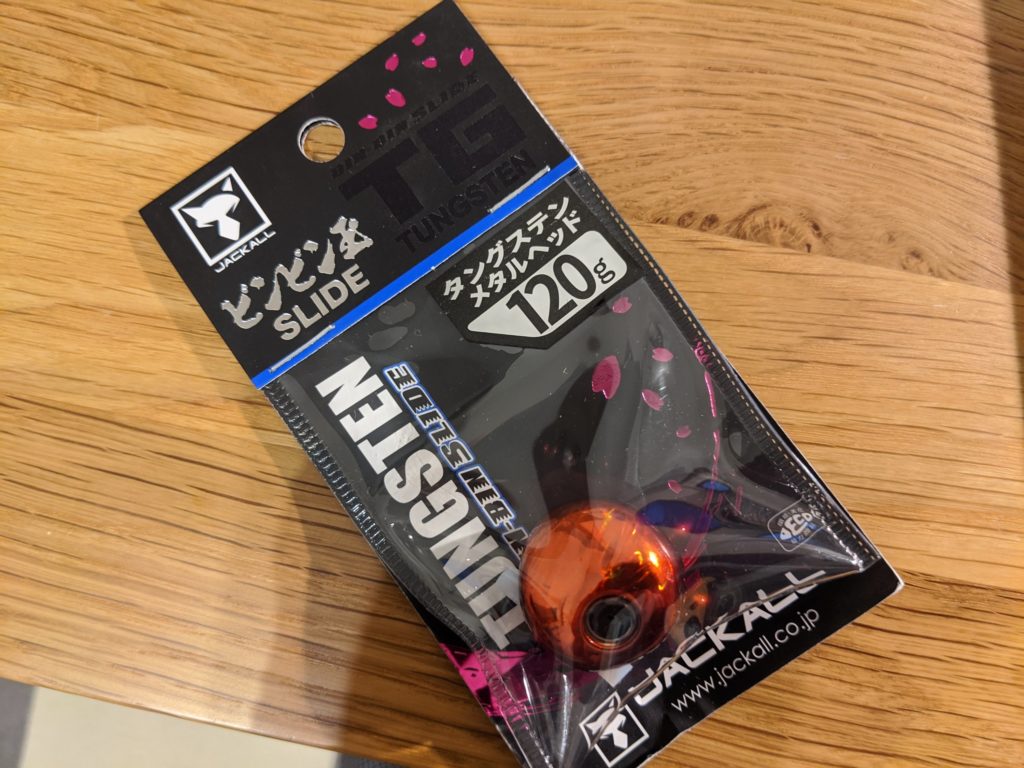 BIN BIN SLIDE
TG
TUNGSTEN
JACKALL
ビンビン玉
SLIDE
タングステン
メタルヘッド
120g
TUNGSTEN
BIN SLIDE
JACKALL
www.jackall.co.jp